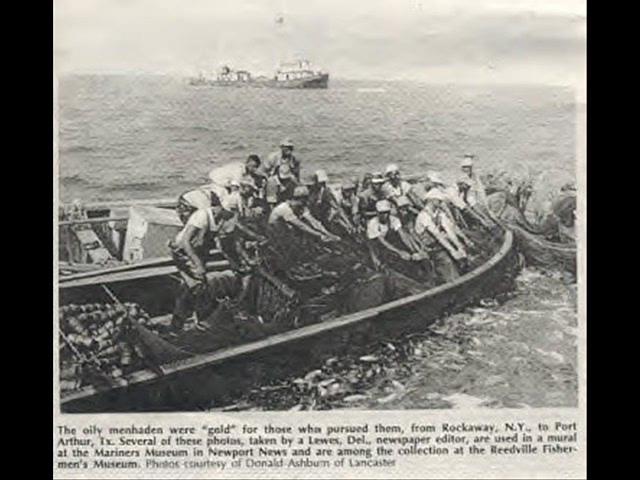 The oily menhaden were "gold" for those who pursued them, from Rockaway, N.Y., to Port
Arthur, Tx. Several of these photos, taken by a Lewes, Del., newspaper editor, are used in a mural
at the Mariners Museum in Newport News and are among the collection at the Reedville Fisher-
men's Museum. Photos courtesy of Donald Ashburn of Lancaster